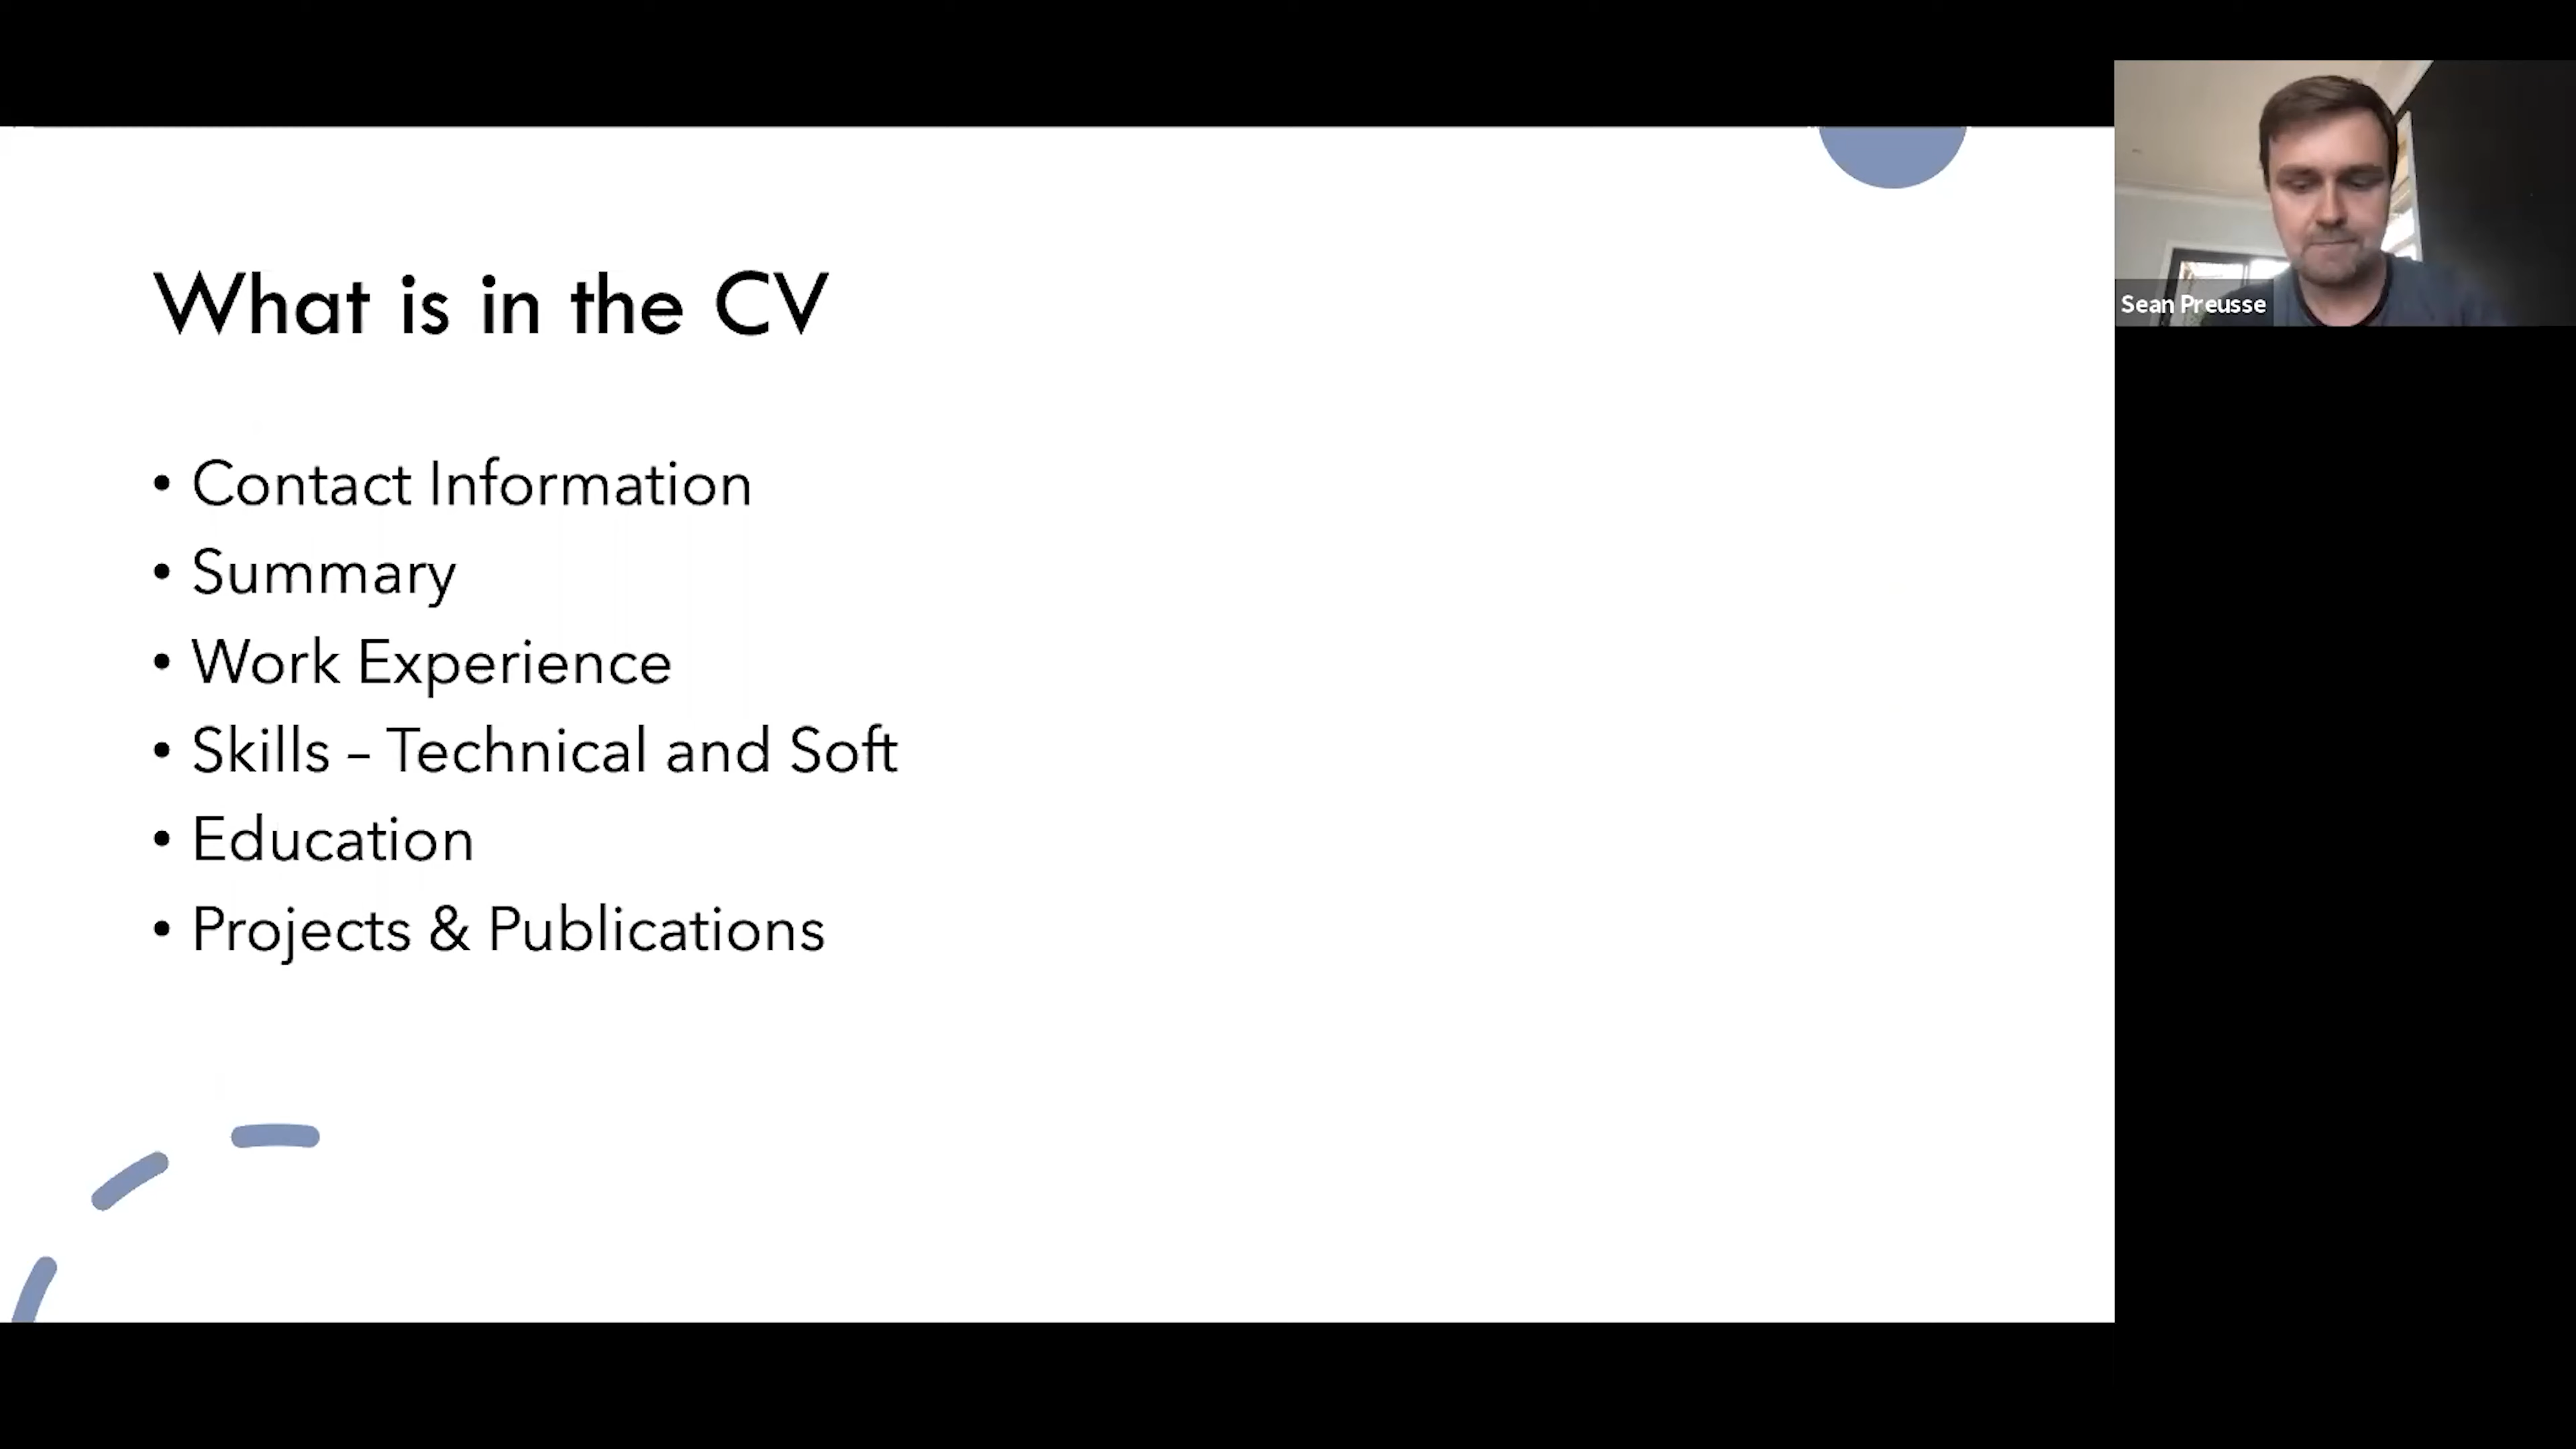 What is in the CV
• Contact Information
• Summary
• Work Experience
• Skills – Technical and Soft
• Education
• Projects & Publications
Sean Preusse